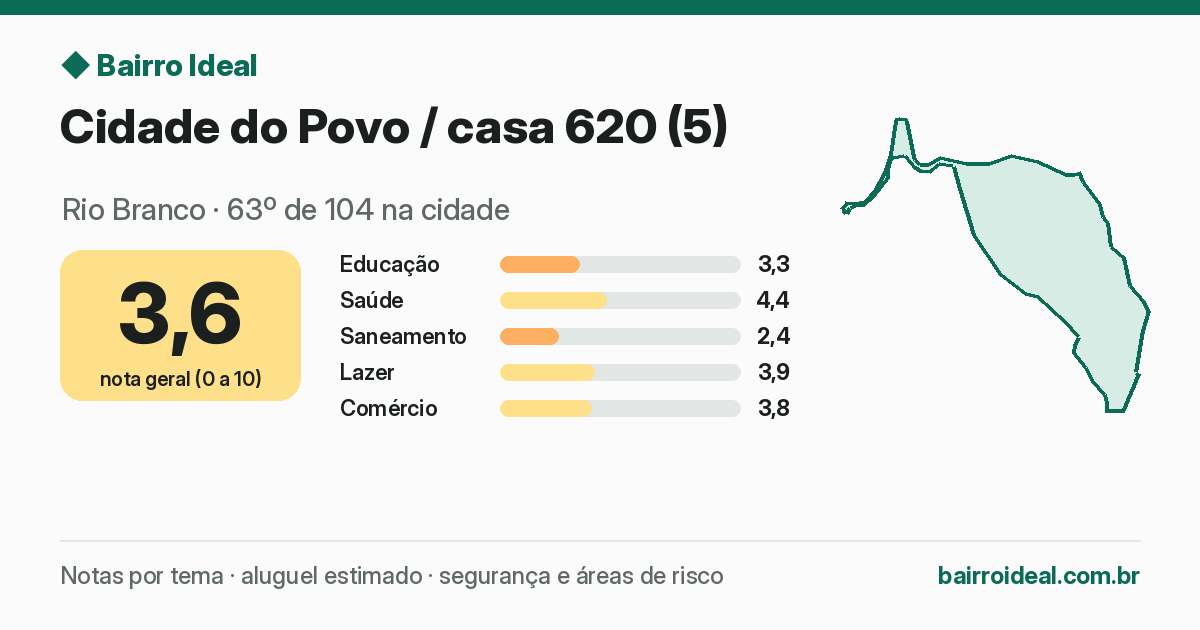 Bairro Ideal
Cidade do Povo / casa 620 (5)
Rio Branco · 63º de 104 na cidade
3,6
nota geral (0 a 10)
Educação 3,3
Saúde 4,4
Saneamento 2,4
Lazer 3,9
Comércio 3,8
Notas por tema · aluguel estimado · segurança e áreas de risco
bairroideal.com.br